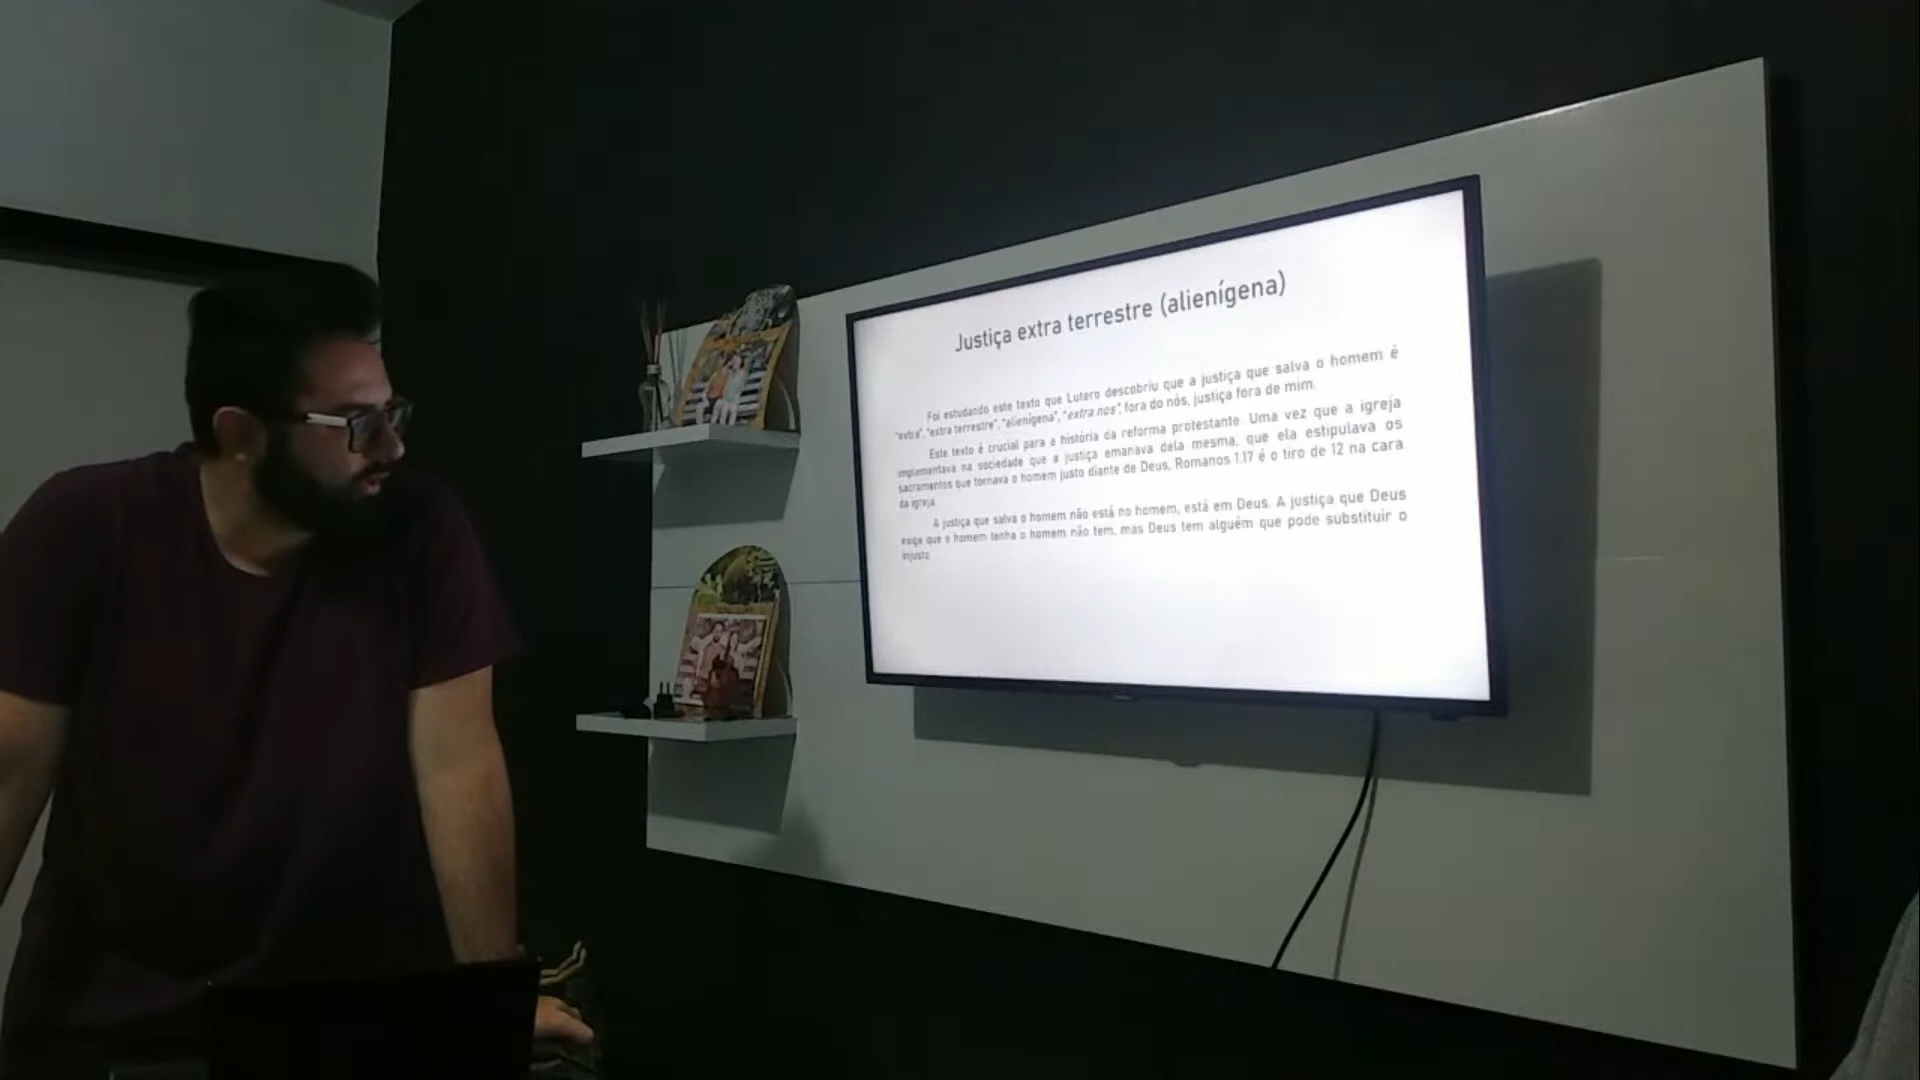 Justiça extra terrestre (alienígena)
Foi estudando este texto que Lutero descobriu que a justiça que salva o homem é
"extra", "extra terrestre", "alienígena", "extra nos", fora do nós, justiça fora de mim.
Este texto é crucial para a história da reforma protestante. Uma vez que a igreja
implementava na sociedade que a justiça emanava dela mesma, que ela estipulava os
sacramentos que tornava o homem justo diante de Deus, Romanos 1.17 é o tiro de 12 na cara
da igreja.
A justiça que salva o homem não está no homem, está em Deus. A justiça que Deus
exige que o homem tenha o homem não tem, mas Deus tem alguém que pode substituir o
injusto.